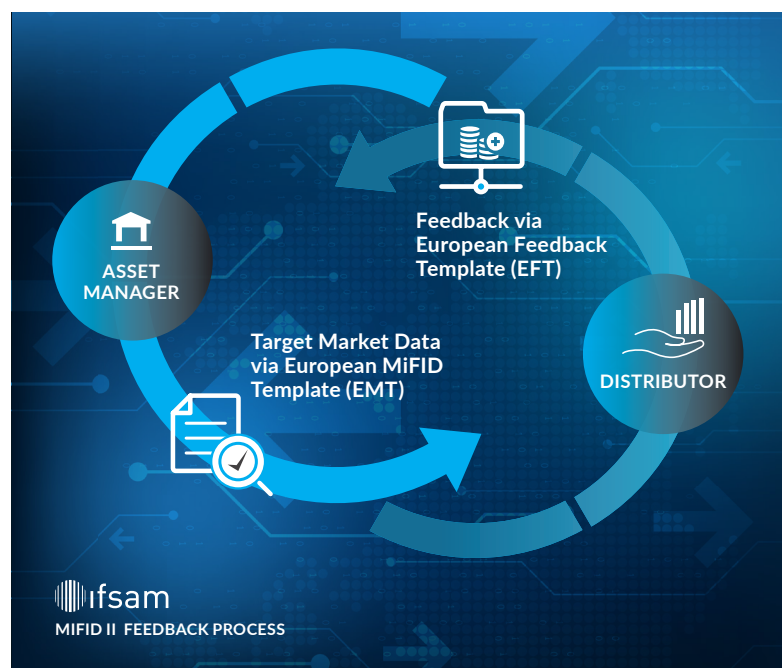 Feedback via
European Feedback
Template (EFT)
ASSET
MANAGER
Target Market Data
via European MiFID
Template (EMT)
DISTRIBUTOR
ifsam
MIFID II FEEDBACK PROCESS